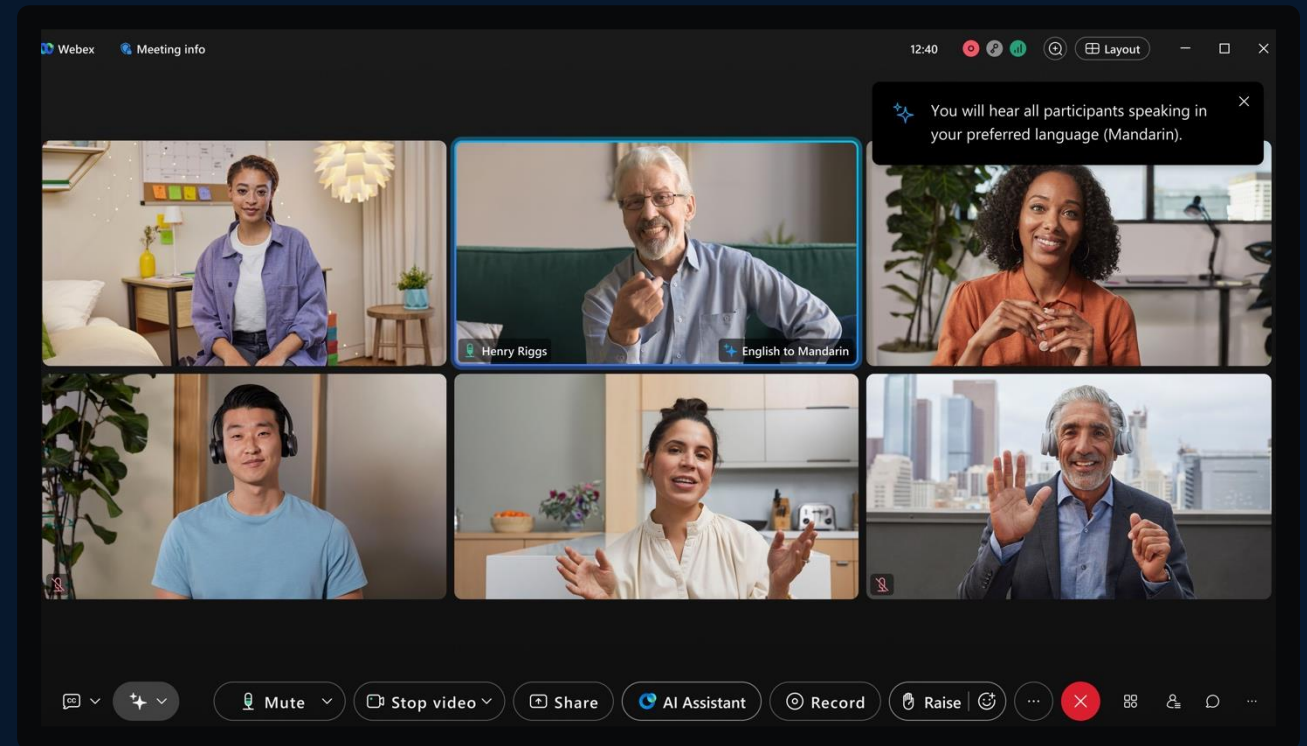 Webex
Meeting info
12:40
Layout
You will hear all participants speaking in
your preferred language (Mandarin).
Henry Riggs
English to Mandarin
CC
Mute
Stop video
Share
AI Assistant
Record
Raise